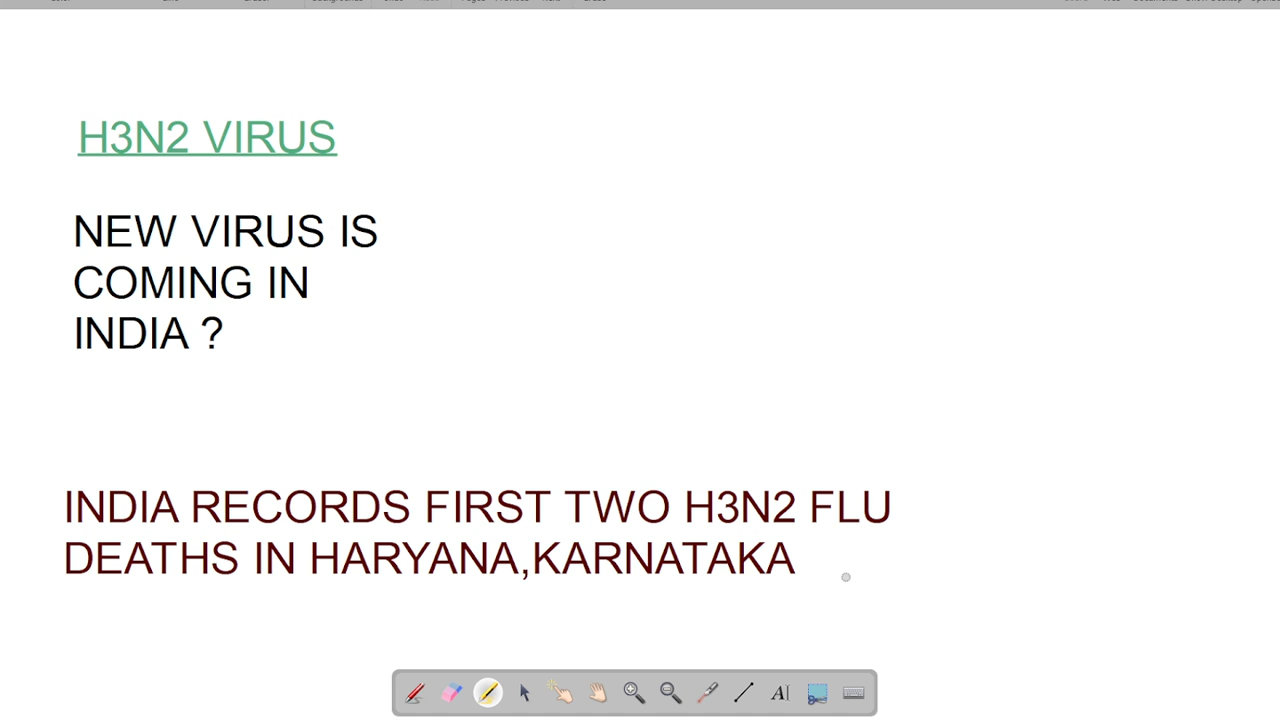 H3N2 VIRUS
NEW VIRUS IS
COMING IN
INDIA ?
INDIA RECORDS FIRST TWO H3N2 FLU
DEATHS IN HARYANA,KARNATAKA